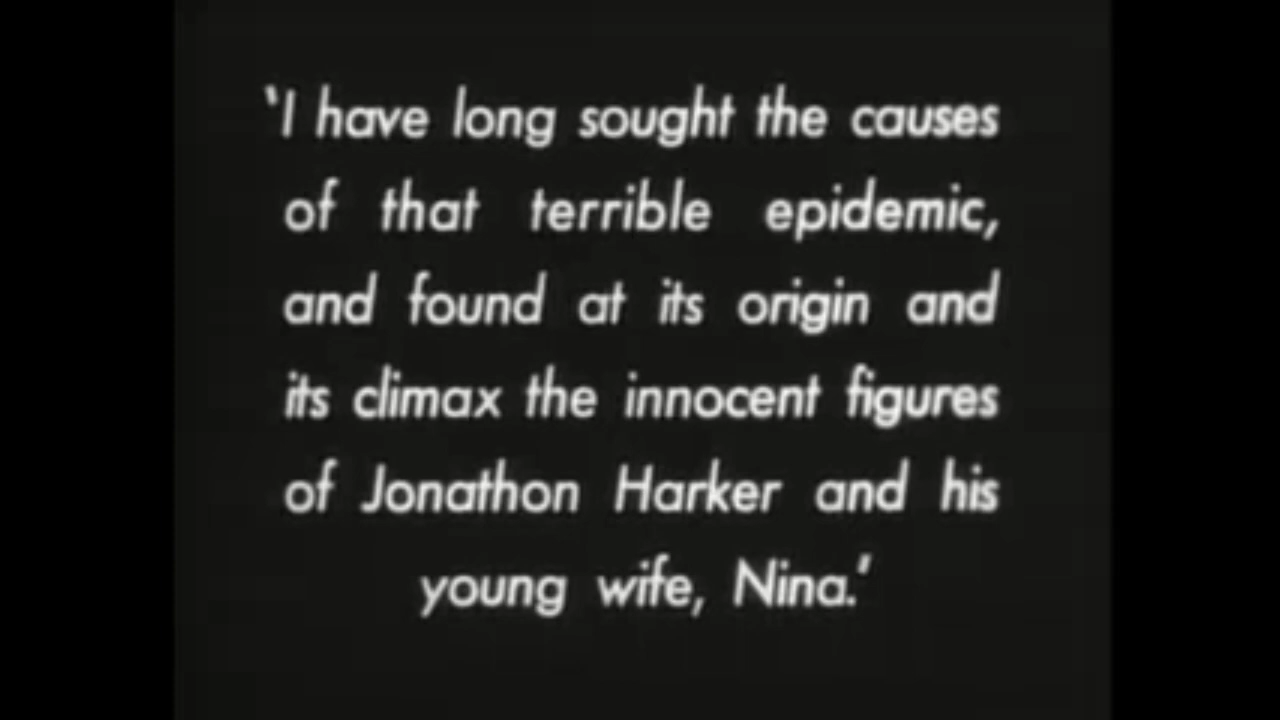 ‘I have long sought the causes
of that terrible epidemic,
and found at its origin and
its climax the innocent figures
of Jonathon Harker and his
young wife, Nina.’